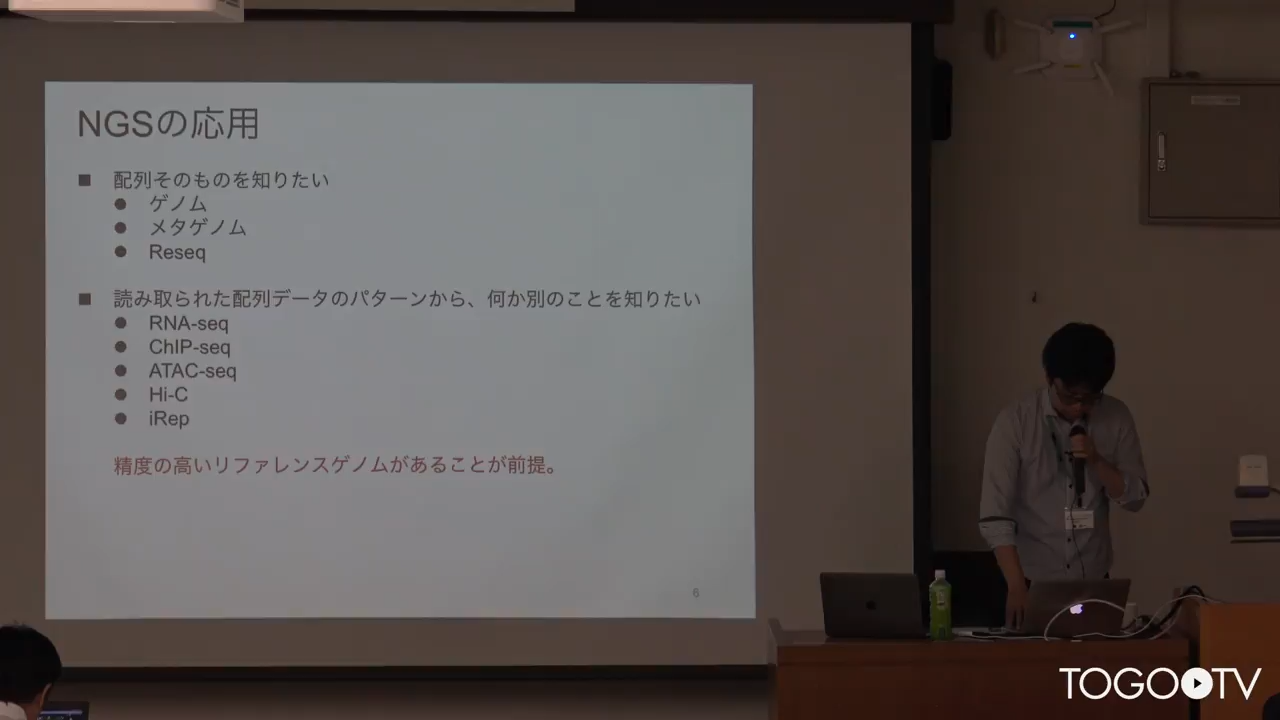 NGSの応用
■ 配列そのものを知りたい
● ゲノム
● メタゲノム
● Reseq
■ 読み取られた配列データのパターンから、何か別のことを知りたい
● RNA-seq
● ChIP-seq
● ATAC-seq
● Hi-C
● iRep
精度の高いリファレンスゲノムがあることが前提。
6
TOGO TV